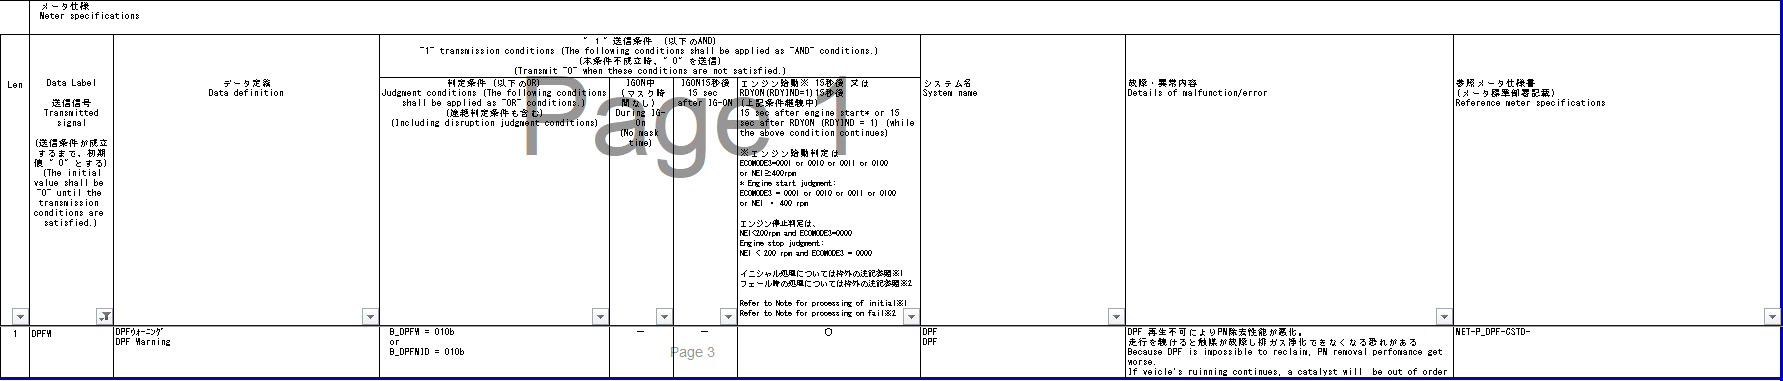 メータ仕様
Meter specifications
Len
Data Label
送信信号
Transmitted
signal
(送信条件が成立
するまで、初期
値 ″0″とする)
(The initial
value shall be
"0" until the
transmission
conditions are
satisfied.)
データ定義
Data definition
″1″送信条件 (以下のAND)
"1" transmission conditions (The following conditions shall be applied as "AND" conditions.)
(本条件不成立時、″0″を送信)
(Transmit "0" when these conditions are not satisfied.)
判定条件 (以下のOR)
Judgment conditions (The following conditions
shall be applied as "OR" conditions.)
(途絶判定条件も含む)
(Including disruption judgment conditions)
IGON中
(マスク時
間なし)
During IG-
On
(No mask
time)
IGON15秒後
15 sec
after IG-ON
エンジン始動※ 15秒後 又は
RDYON(RDYIND=1)15秒後
(上記条件継続中)
15 sec after engine start* or 15
sec after RDYON (RDYIND = 1) (while
the above condition continues)
※エンジン始動判定は
ECOMODE3=0001 or 0010 or 0011 or 0100
or NE1≧400rpm
* Engine start judgment:
ECOMODE3 = 0001 or 0010 or 0011 or 0100
or NE1 ・ 400 rpm
エンジン停止判定は、
NE1<200rpm and ECOMODE3=0000
Engine stop judgment:
NE1 < 200 rpm and ECOMODE3 = 0000
イニシャル処理については枠外の注記参照※1
フェール時の処理については枠外の注記参照※2
Refer to Note for processing of initial※1
Refer to Note for processing on fail※2
システム名
System name
故障・異常内容
Details of malfunction/error
参照メータ仕様書
(メータ標準部署記載)
Reference meter specifications
Page 1
1
DPFW
DPFウォーニング
DPF Warning
B_DPFW = 010b
or
B_DPFMID = 010b
－
－
○
DPF
DPF
DPF 再生不可によりPM除去性能が悪化。
走行を続けると触媒が故障し排ガス浄化できなくなる恐れがある
Because DPF is impossible to reclaim, PM removal perfomance get
worse.
If veicle's ruinning continues, a catalyst will be out of order
MET-P_DPF-CSTD-
Page 3